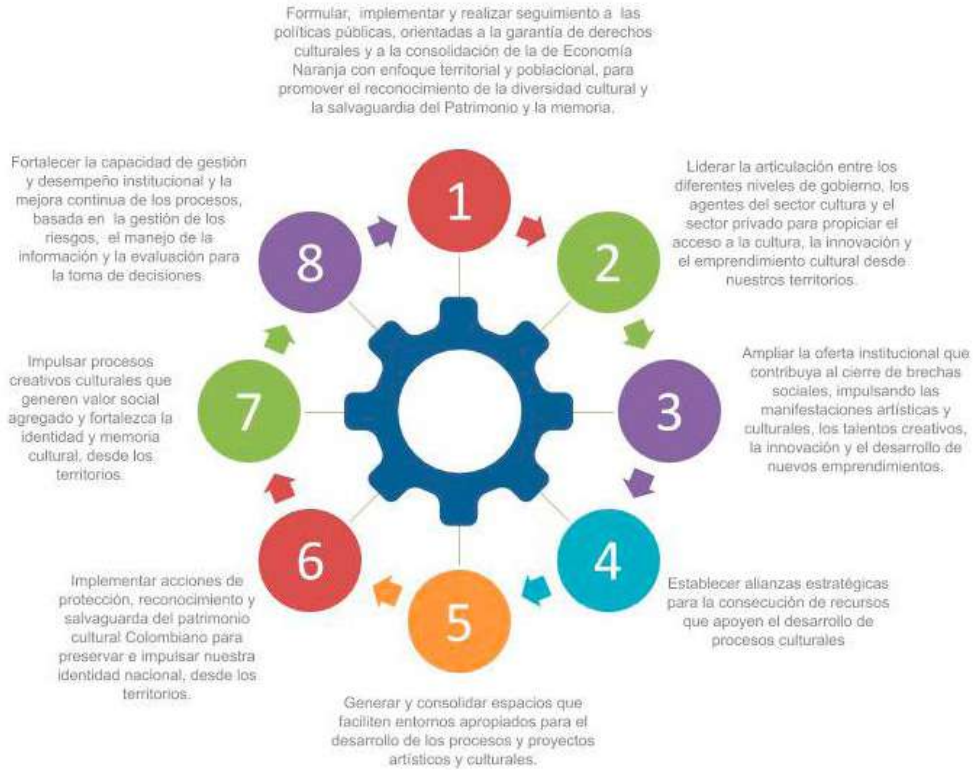 Formular, implementar y realizar seguimiento a las
políticas públicas, orientadas a la garantía de derechos
culturales y a la consolidación de la de Economía
Naranja con enfoque territorial y poblacional, para
promover el reconocimiento de la diversidad cultural y
la salvaguardia del Patrimonio y la memoria.
1
Liderar la articulación entre los
diferentes niveles de gobierno, los
agentes del sector cultura y el
sector privado para propiciar el
acceso a la cultura, la innovación y
el emprendimiento cultural desde
nuestros territorios.
2
Ampliar la oferta institucional que
contribuya al cierre de brechas
sociales, impulsando las
manifestaciones artísticas y
culturales, los talentos creativos,
la innovación y el desarrollo de
nuevos emprendimientos.
3
Establecer alianzas estratégicas
para la consecución de recursos
que apoyen el desarrollo de
procesos culturales
4
Generar y consolidar espacios que
faciliten entornos apropiados para el
desarrollo de los procesos y proyectos
artísticos y culturales.
5
Implementar acciones de
protección, reconocimiento y
salvaguarda del patrimonio
cultural Colombiano para
preservar e impulsar nuestra
identidad nacional, desde los
territorios.
6
Impulsar procesos
creativos culturales que
generen valor social
agregado y fortalezca la
identidad y memoria
cultural, desde los
territorios.
7
Fortalecer la capacidad de gestión
y desempeño institucional y la
mejora continua de los procesos,
basada en la gestión de los
riesgos, el manejo de la
información y la evaluación para
la toma de decisiones.
8